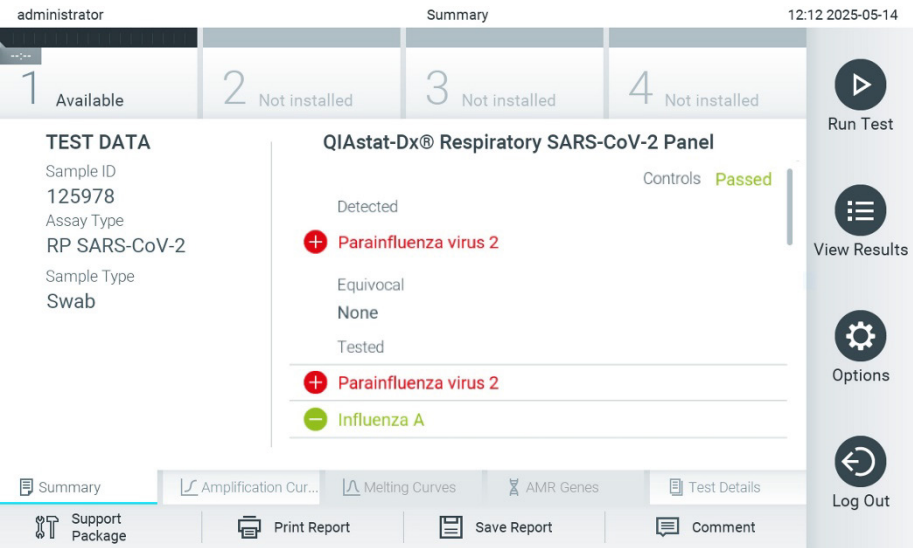 administrator
Summary
12:12 2025-05-14
--:--
1 Available
2 Not installed
3 Not installed
4 Not installed
Run Test
View Results
Options
Log Out
TEST DATA
Sample ID
125978
Assay Type
RP SARS-CoV-2
Sample Type
Swab
QIAstat-Dx® Respiratory SARS-CoV-2 Panel
Controls Passed
Detected
Parainfluenza virus 2
Equivocal
None
Tested
Parainfluenza virus 2
Influenza A
Summary
Amplification Cur...
Melting Curves
AMR Genes
Test Details
Support
Package
Print Report
Save Report
Comment